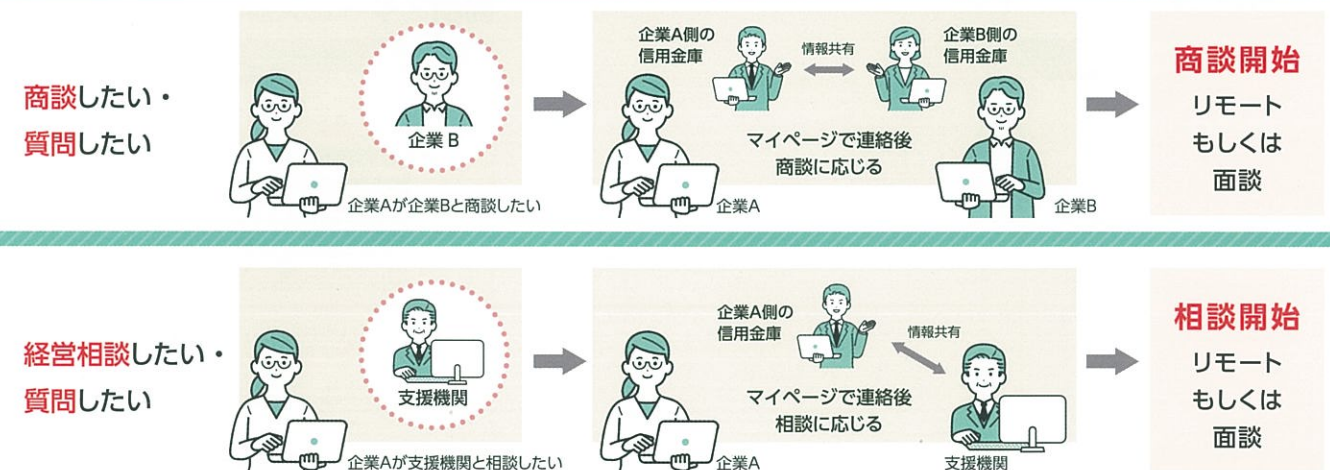 商談したい・
質問したい
企業B
企業Aが企業Bと商談したい
企業A側の
信用金庫
情報共有
企業B側の
信用金庫
マイページで連絡後
商談に応じる
企業A
企業B
商談開始
リモート
もしくは
面談
経営相談したい・
質問したい
支援機関
企業Aが支援機関と相談したい
企業A側の
信用金庫
情報共有
マイページで連絡後
相談に応じる
企業A
支援機関
相談開始
リモート
もしくは
面談